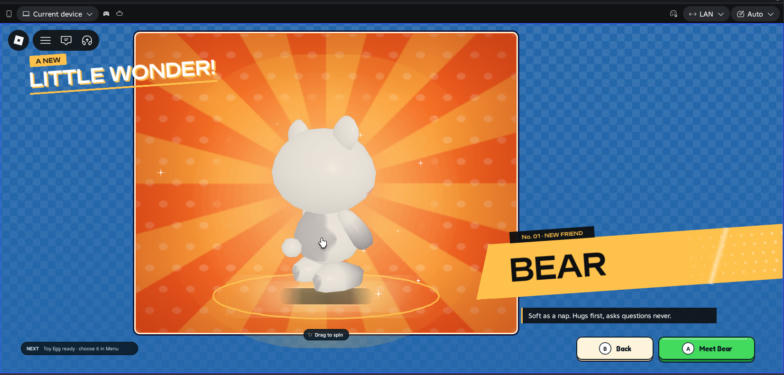 Current device
LAN
Auto
A NEW
LITTLE WONDER!
No. 01 · NEW FRIEND
BEAR
Soft as a nap. Hugs first, asks questions never.
Drag to spin
NEXT Toy Egg ready · choose it in Menu
B Back
A Meet Bear